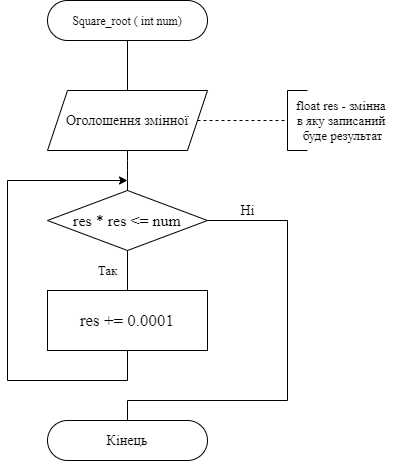 Square_root ( int num)
Оголошення змінної
float res - змінна
в яку записаний
буде результат
res * res <= num
Ні
Так
res += 0.0001
Кінець